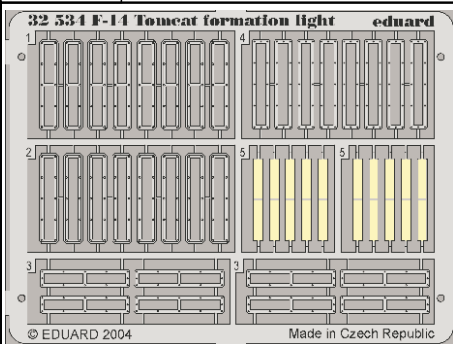 32 534 F-14 Tomcat formation light eduard
1 4
2 5 5
3 3
© EDUARD 2004 Made in Czech Republic